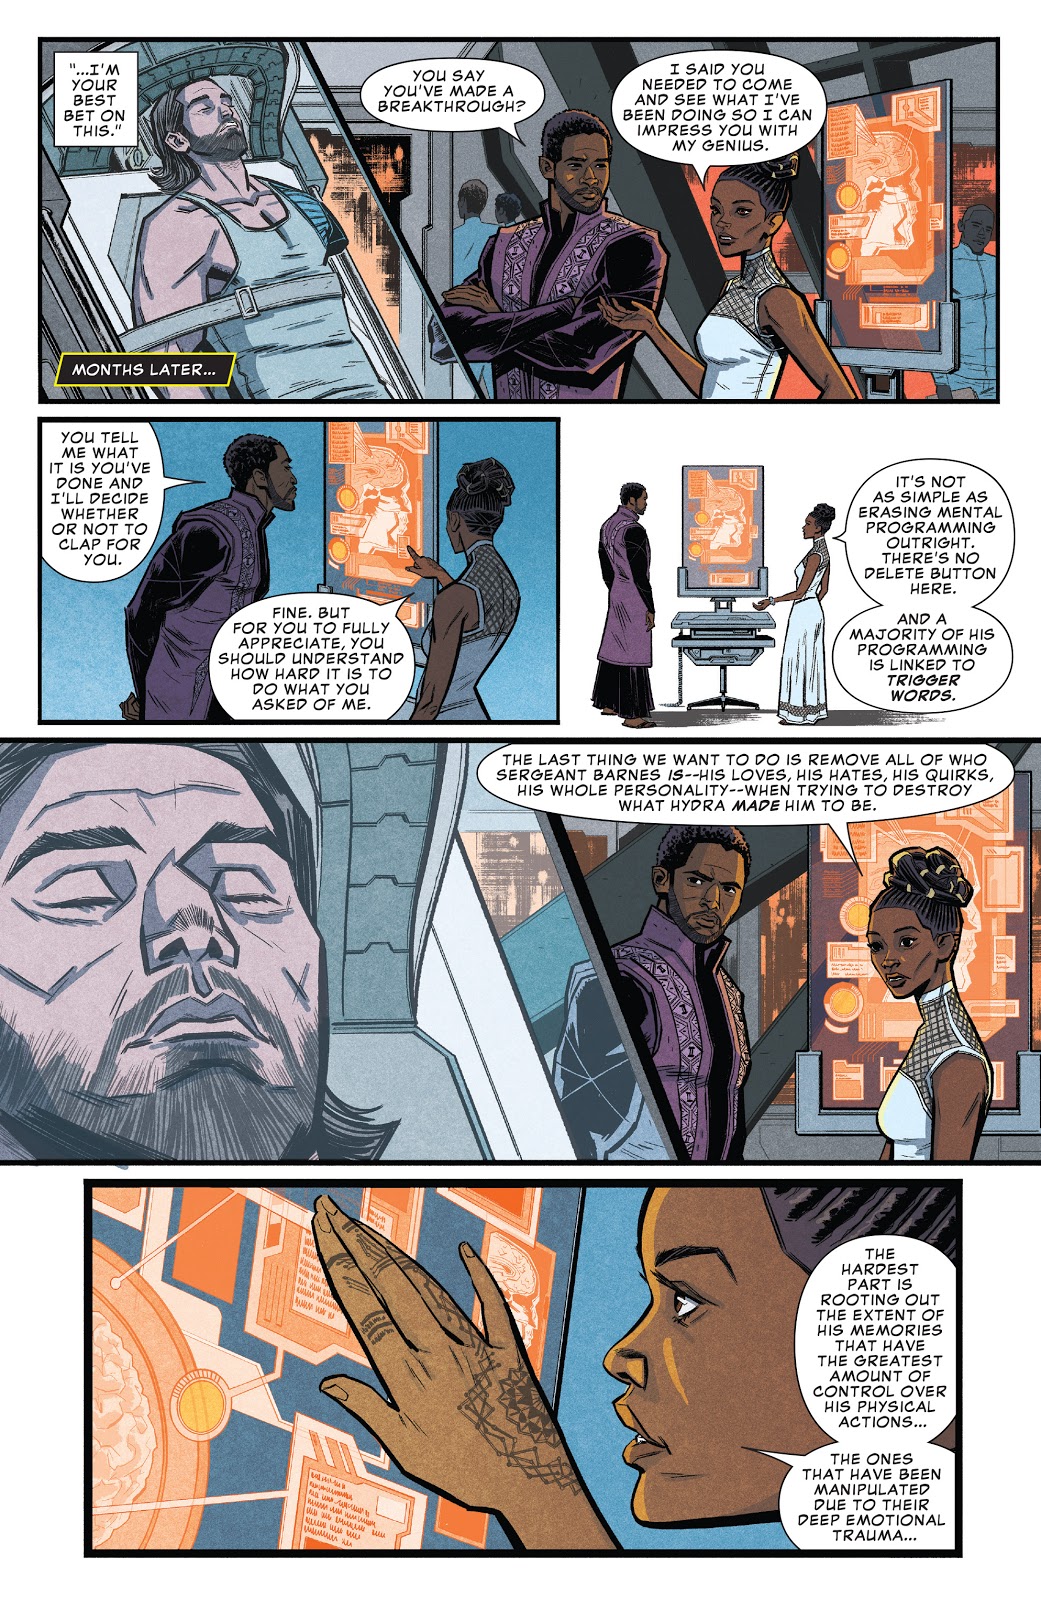 "...I'M
YOUR
BEST
BET ON
THIS."
YOU SAY
YOU'VE MADE A
BREAKTHROUGH?
I SAID YOU
NEEDED TO COME
AND SEE WHAT I'VE
BEEN DOING SO I CAN
IMPRESS YOU WITH
MY GENIUS.
MONTHS LATER...
YOU TELL
ME WHAT
IT IS YOU'VE
DONE AND
I'LL DECIDE
WHETHER
OR NOT TO
CLAP FOR
YOU.
FINE. BUT
FOR YOU TO FULLY
APPRECIATE, YOU
SHOULD UNDERSTAND
HOW HARD IT IS TO
DO WHAT YOU
ASKED OF ME.
IT'S NOT
AS SIMPLE AS
ERASING MENTAL
PROGRAMMING
OUTRIGHT.
THERE'S NO
DELETE BUTTON
HERE.
AND A
MAJORITY OF HIS
PROGRAMMING
IS LINKED TO
TRIGGER
WORDS.
THE LAST THING WE WANT TO DO IS REMOVE ALL OF WHO
SERGEANT BARNES IS--HIS LOVES, HIS HATES, HIS QUIRKS,
HIS WHOLE PERSONALITY--WHEN TRYING TO DESTROY
WHAT HYDRA MADE HIM TO BE.
THE
HARDEST
PART IS
ROOTING OUT
THE EXTENT OF
HIS MEMORIES
THAT HAVE
THE GREATEST
AMOUNT OF
CONTROL OVER
HIS PHYSICAL
ACTIONS...
THE ONES
THAT HAVE BEEN
MANIPULATED
DUE TO THEIR
DEEP EMOTIONAL
TRAUMA...